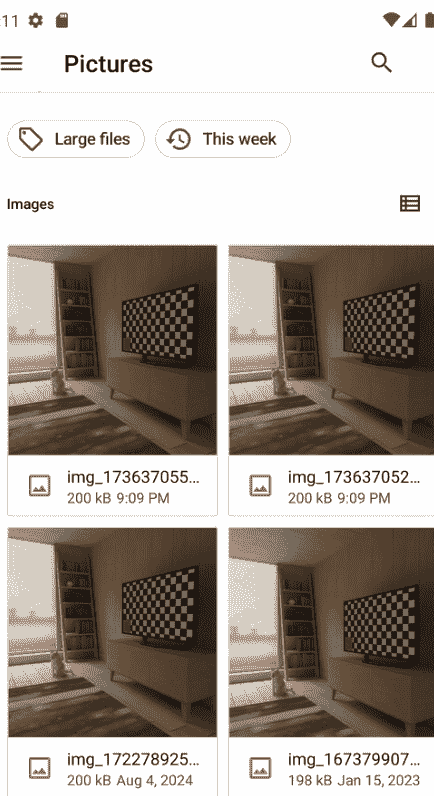 :11
Pictures
Large files
This week
Images
img_173637055…
200 kB 9:09 PM
img_173637052…
200 kB 9:09 PM
img_172278925…
200 kB Aug 4, 2024
img_167379907…
198 kB Jan 15, 2023